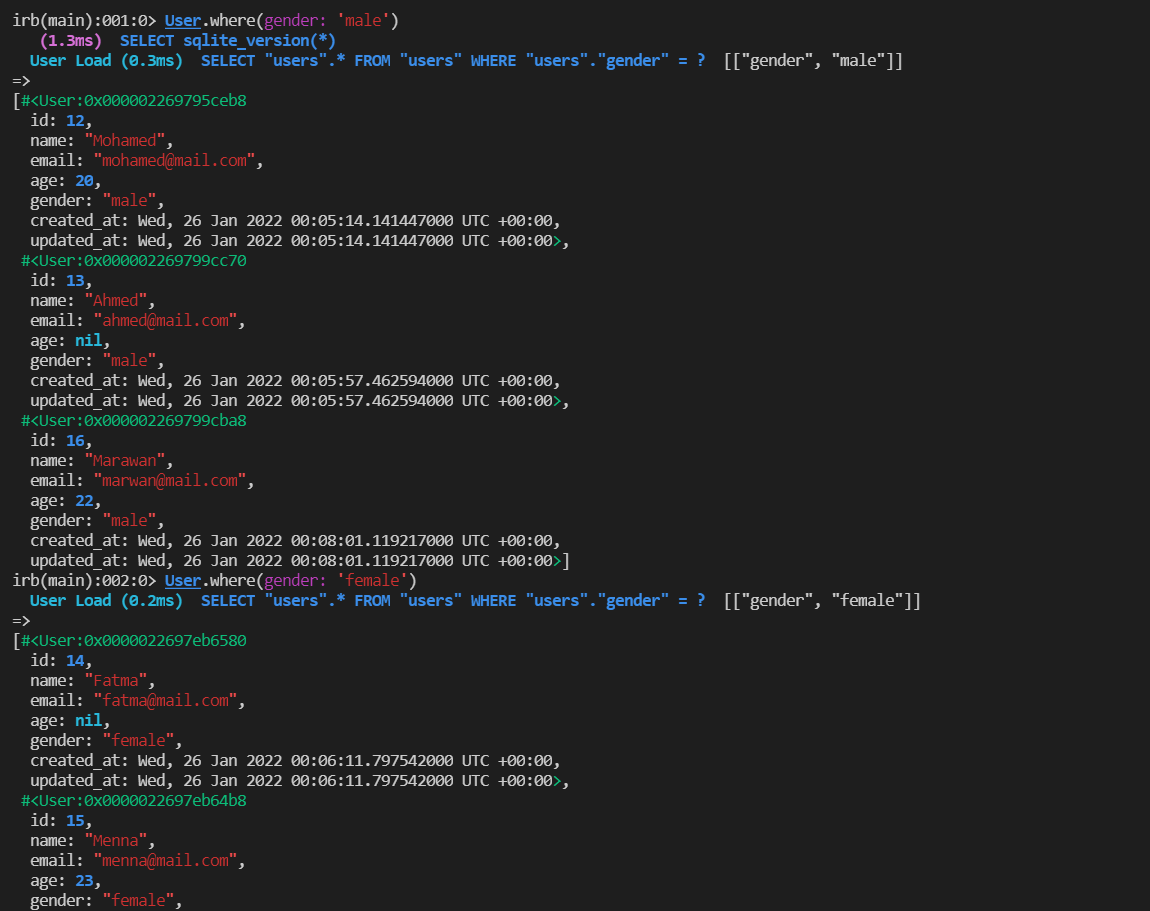 irb(main):001:0> User.where(gender: 'male')
   (1.3ms)  SELECT sqlite_version(*)
  User Load (0.3ms)  SELECT "users".* FROM "users" WHERE "users"."gender" = ?  [["gender", "male"]]
=>
[#<User:0x000002269795ceb8
  id: 12,
  name: "Mohamed",
  email: "mohamed@mail.com",
  age: 20,
  gender: "male",
  created_at: Wed, 26 Jan 2022 00:05:14.141447000 UTC +00:00,
  updated_at: Wed, 26 Jan 2022 00:05:14.141447000 UTC +00:00>,
 #<User:0x000002269799cc70
  id: 13,
  name: "Ahmed",
  email: "ahmed@mail.com",
  age: nil,
  gender: "male",
  created_at: Wed, 26 Jan 2022 00:05:57.462594000 UTC +00:00,
  updated_at: Wed, 26 Jan 2022 00:05:57.462594000 UTC +00:00>,
 #<User:0x000002269799cba8
  id: 16,
  name: "Marawan",
  email: "marwan@mail.com",
  age: 22,
  gender: "male",
  created_at: Wed, 26 Jan 2022 00:08:01.119217000 UTC +00:00,
  updated_at: Wed, 26 Jan 2022 00:08:01.119217000 UTC +00:00>]
irb(main):002:0> User.where(gender: 'female')
  User Load (0.2ms)  SELECT "users".* FROM "users" WHERE "users"."gender" = ?  [["gender", "female"]]
=>
[#<User:0x0000022697eb6580
  id: 14,
  name: "Fatma",
  email: "fatma@mail.com",
  age: nil,
  gender: "female",
  created_at: Wed, 26 Jan 2022 00:06:11.797542000 UTC +00:00,
  updated_at: Wed, 26 Jan 2022 00:06:11.797542000 UTC +00:00>,
 #<User:0x0000022697eb64b8
  id: 15,
  name: "Menna",
  email: "menna@mail.com",
  age: 23,
  gender: "female",